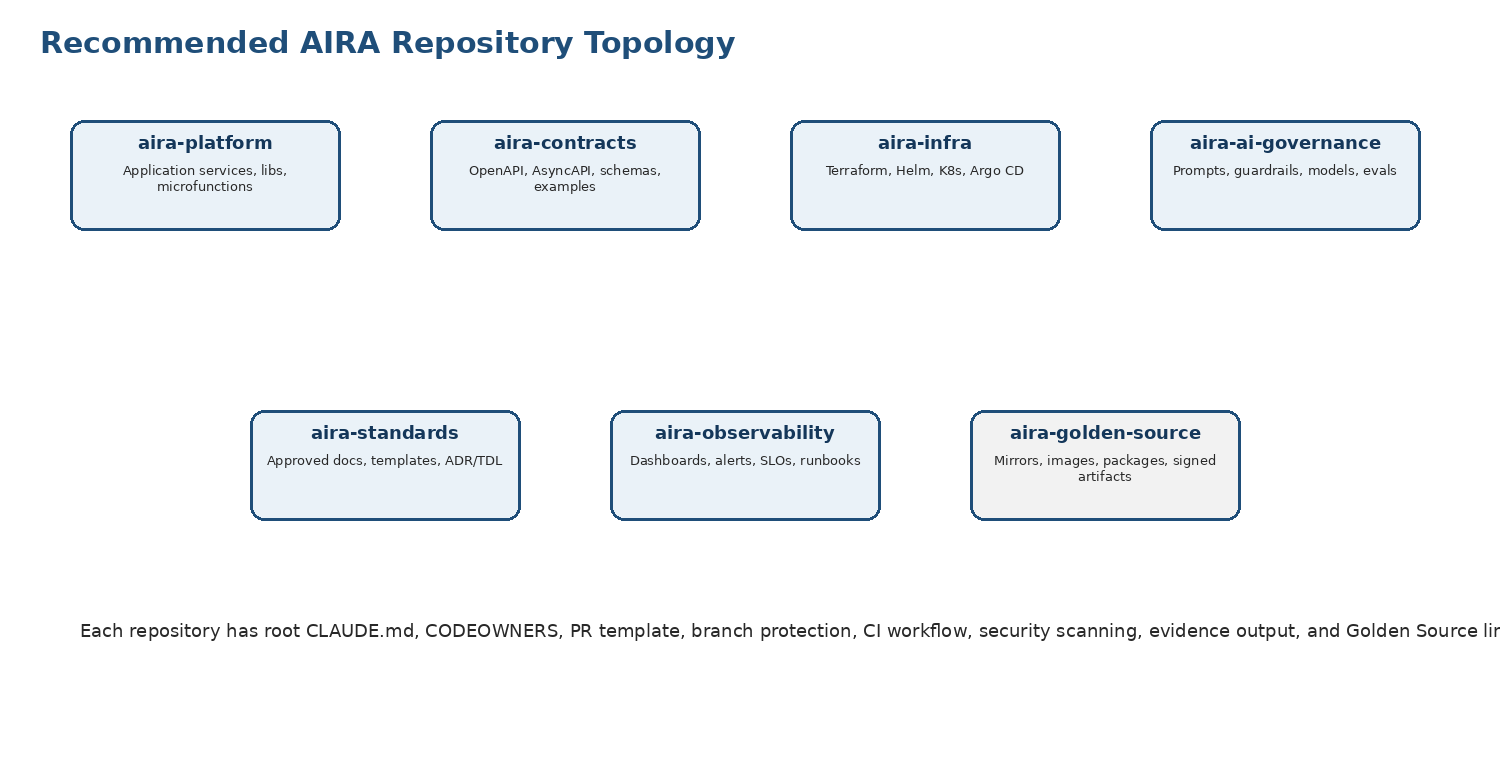 Recommended AIRA Repository Topology
aira-platform
Application services, libs,
microfunctions
aira-contracts
OpenAPI, AsyncAPI, schemas,
examples
aira-infra
Terraform, Helm, K8s, Argo CD
aira-ai-governance
Prompts, guardrails, models, evals
aira-standards
Approved docs, templates, ADR/TDL
aira-observability
Dashboards, alerts, SLOs, runbooks
aira-golden-source
Mirrors, images, packages, signed
artifacts
Each repository has root CLAUDE.md, CODEOWNERS, PR template, branch protection, CI workflow, security scanning, evidence output, and Golden Source